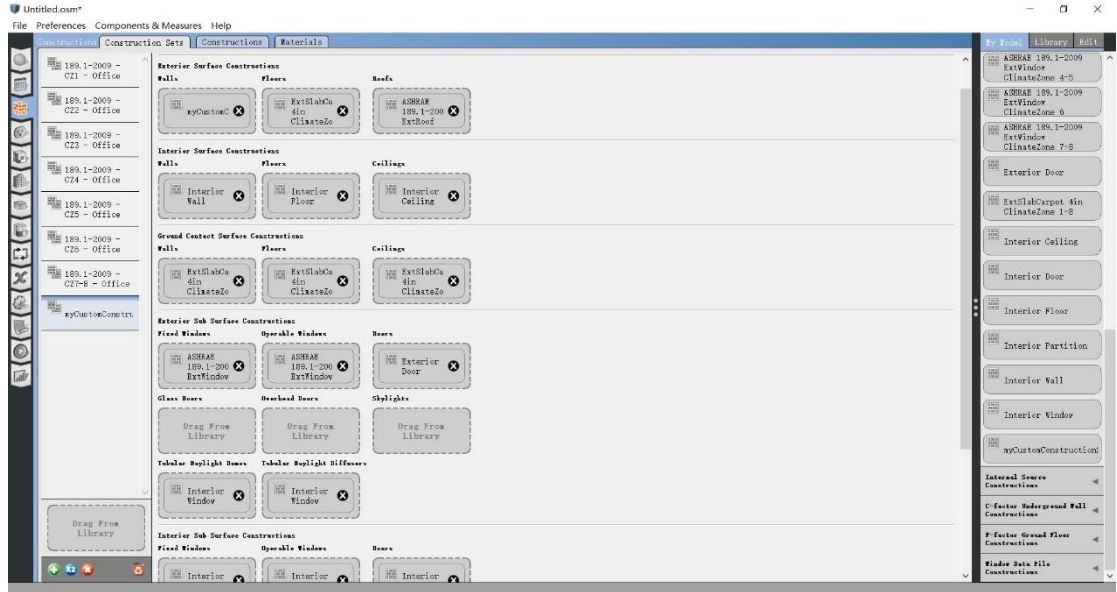 Untitled.osm*
File Preferences Components & Measures Help
Constructions Construction Sets Constructions Materials
My Model Library Edit
189.1-2009 -
CZ1 - Office
189.1-2009 -
CZ2 - Office
189.1-2009 -
CZ3 - Office
189.1-2009 -
CZ4 - Office
189.1-2009 -
CZ5 - Office
189.1-2009 -
CZ6 - Office
189.1-2009 -
CZ7-8 - Office
myCustomConstru
Drag From
Library
Exterior Surface Constructions
Walls Floors Roofs
myCustomC
ExtSlabCa
4in
ClimateZo
ASHRAE
189.1-200
ExtRoof
Interior Surface Constructions
Walls Floors Ceilings
Interior
Wall
Interior
Floor
Interior
Ceiling
Ground Contact Surface Constructions
Walls Floors Ceilings
ExtSlabCa
4in
ClimateZo
ExtSlabCa
4in
ClimateZo
ExtSlabCa
4in
ClimateZo
Exterior Sub Surface Constructions
Fixed Windows Operable Windows Doors
ASHRAE
189.1-200
ExtWindow
ASHRAE
189.1-200
ExtWindow
Exterior
Door
Glass Doors Overhead Doors Skylights
Drag From
Library
Drag From
Library
Drag From
Library
Tubular Daylight Domes Tubular Daylight Diffusers
Interior
Window
Interior
Window
Interior Sub Surface Constructions
Fixed Windows Operable Windows Doors
Interior
Interior
Interior
ASHRAE 189.1-2009
ExtWindow
ClimateZone 4-5
ASHRAE 189.1-2009
ExtWindow
ClimateZone 6
ASHRAE 189.1-2009
ExtWindow
ClimateZone 7-8
Exterior Door
ExtSlabCarpet 4in
ClimateZone 1-8
Interior Ceiling
Interior Door
Interior Floor
Interior Partition
Interior Wall
Interior Window
myCustomConstruction
Internal Source
Constructions
C-factor Underground Wall
Constructions
F-factor Ground Floor
Constructions
Window Data File
Constructions